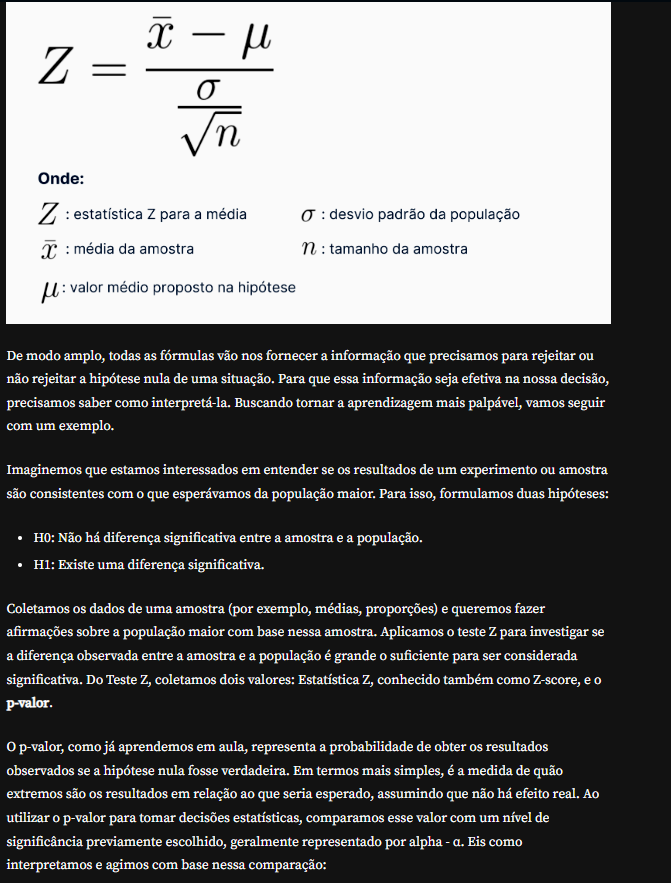 Z = x̄ − μ / σ / √n
Onde:
Z : estatística Z para a média
σ : desvio padrão da população
x̄ : média da amostra
n : tamanho da amostra
μ : valor médio proposto na hipótese
De modo amplo, todas as fórmulas vão nos fornecer a informação que precisamos para rejeitar ou
não rejeitar a hipótese nula de uma situação. Para que essa informação seja efetiva na nossa decisão,
precisamos saber como interpretá-la. Buscando tornar a aprendizagem mais palpável, vamos seguir
com um exemplo.
Imaginemos que estamos interessados em entender se os resultados de um experimento ou amostra
são consistentes com o que esperávamos da população maior. Para isso, formulamos duas hipóteses:
• H0: Não há diferença significativa entre a amostra e a população.
• H1: Existe uma diferença significativa.
Coletamos os dados de uma amostra (por exemplo, médias, proporções) e queremos fazer
afirmações sobre a população maior com base nessa amostra. Aplicamos o teste Z para investigar se
a diferença observada entre a amostra e a população é grande o suficiente para ser considerada
significativa. Do Teste Z, coletamos dois valores: Estatística Z, conhecido também como Z-score, e o
p-valor.
O p-valor, como já aprendemos em aula, representa a probabilidade de obter os resultados
observados se a hipótese nula fosse verdadeira. Em termos mais simples, é a medida de quão
extremos são os resultados em relação ao que seria esperado, assumindo que não há efeito real. Ao
utilizar o p-valor para tomar decisões estatísticas, comparamos esse valor com um nível de
significância previamente escolhido, geralmente representado por alpha - α. Eis como
interpretamos e agimos com base nessa comparação: